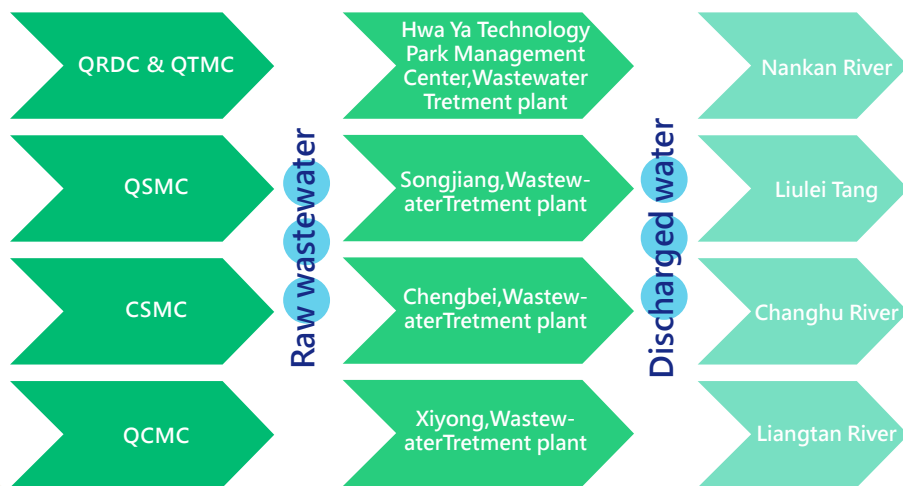 QRDC & QTMC
Hwa Ya Technology
Park Management
Center,Wastewater
Tretment plant
Nankan River
Raw wastewater
Discharged water
QSMC
Songjiang,Wastew-
aterTretment plant
Liulei Tang
CSMC
Chengbei,Wastew-
aterTretment plant
Changhu River
QCMC
Xiyong,Wastew-
aterTretment plant
Liangtan River